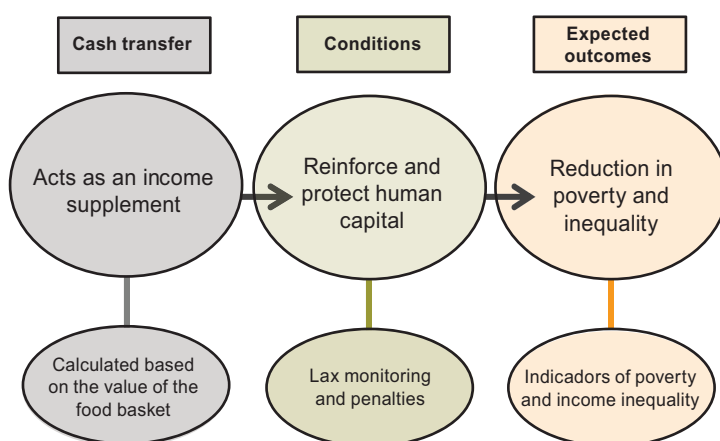 Cash transfer
Conditions
Expected
outcomes
Acts as an income
supplement
Reinforce and
protect human
capital
Reduction in
poverty and
inequality
Calculated based
on the value of the
food basket
Lax monitoring
and penalties
Indicadors of poverty
and income inequality